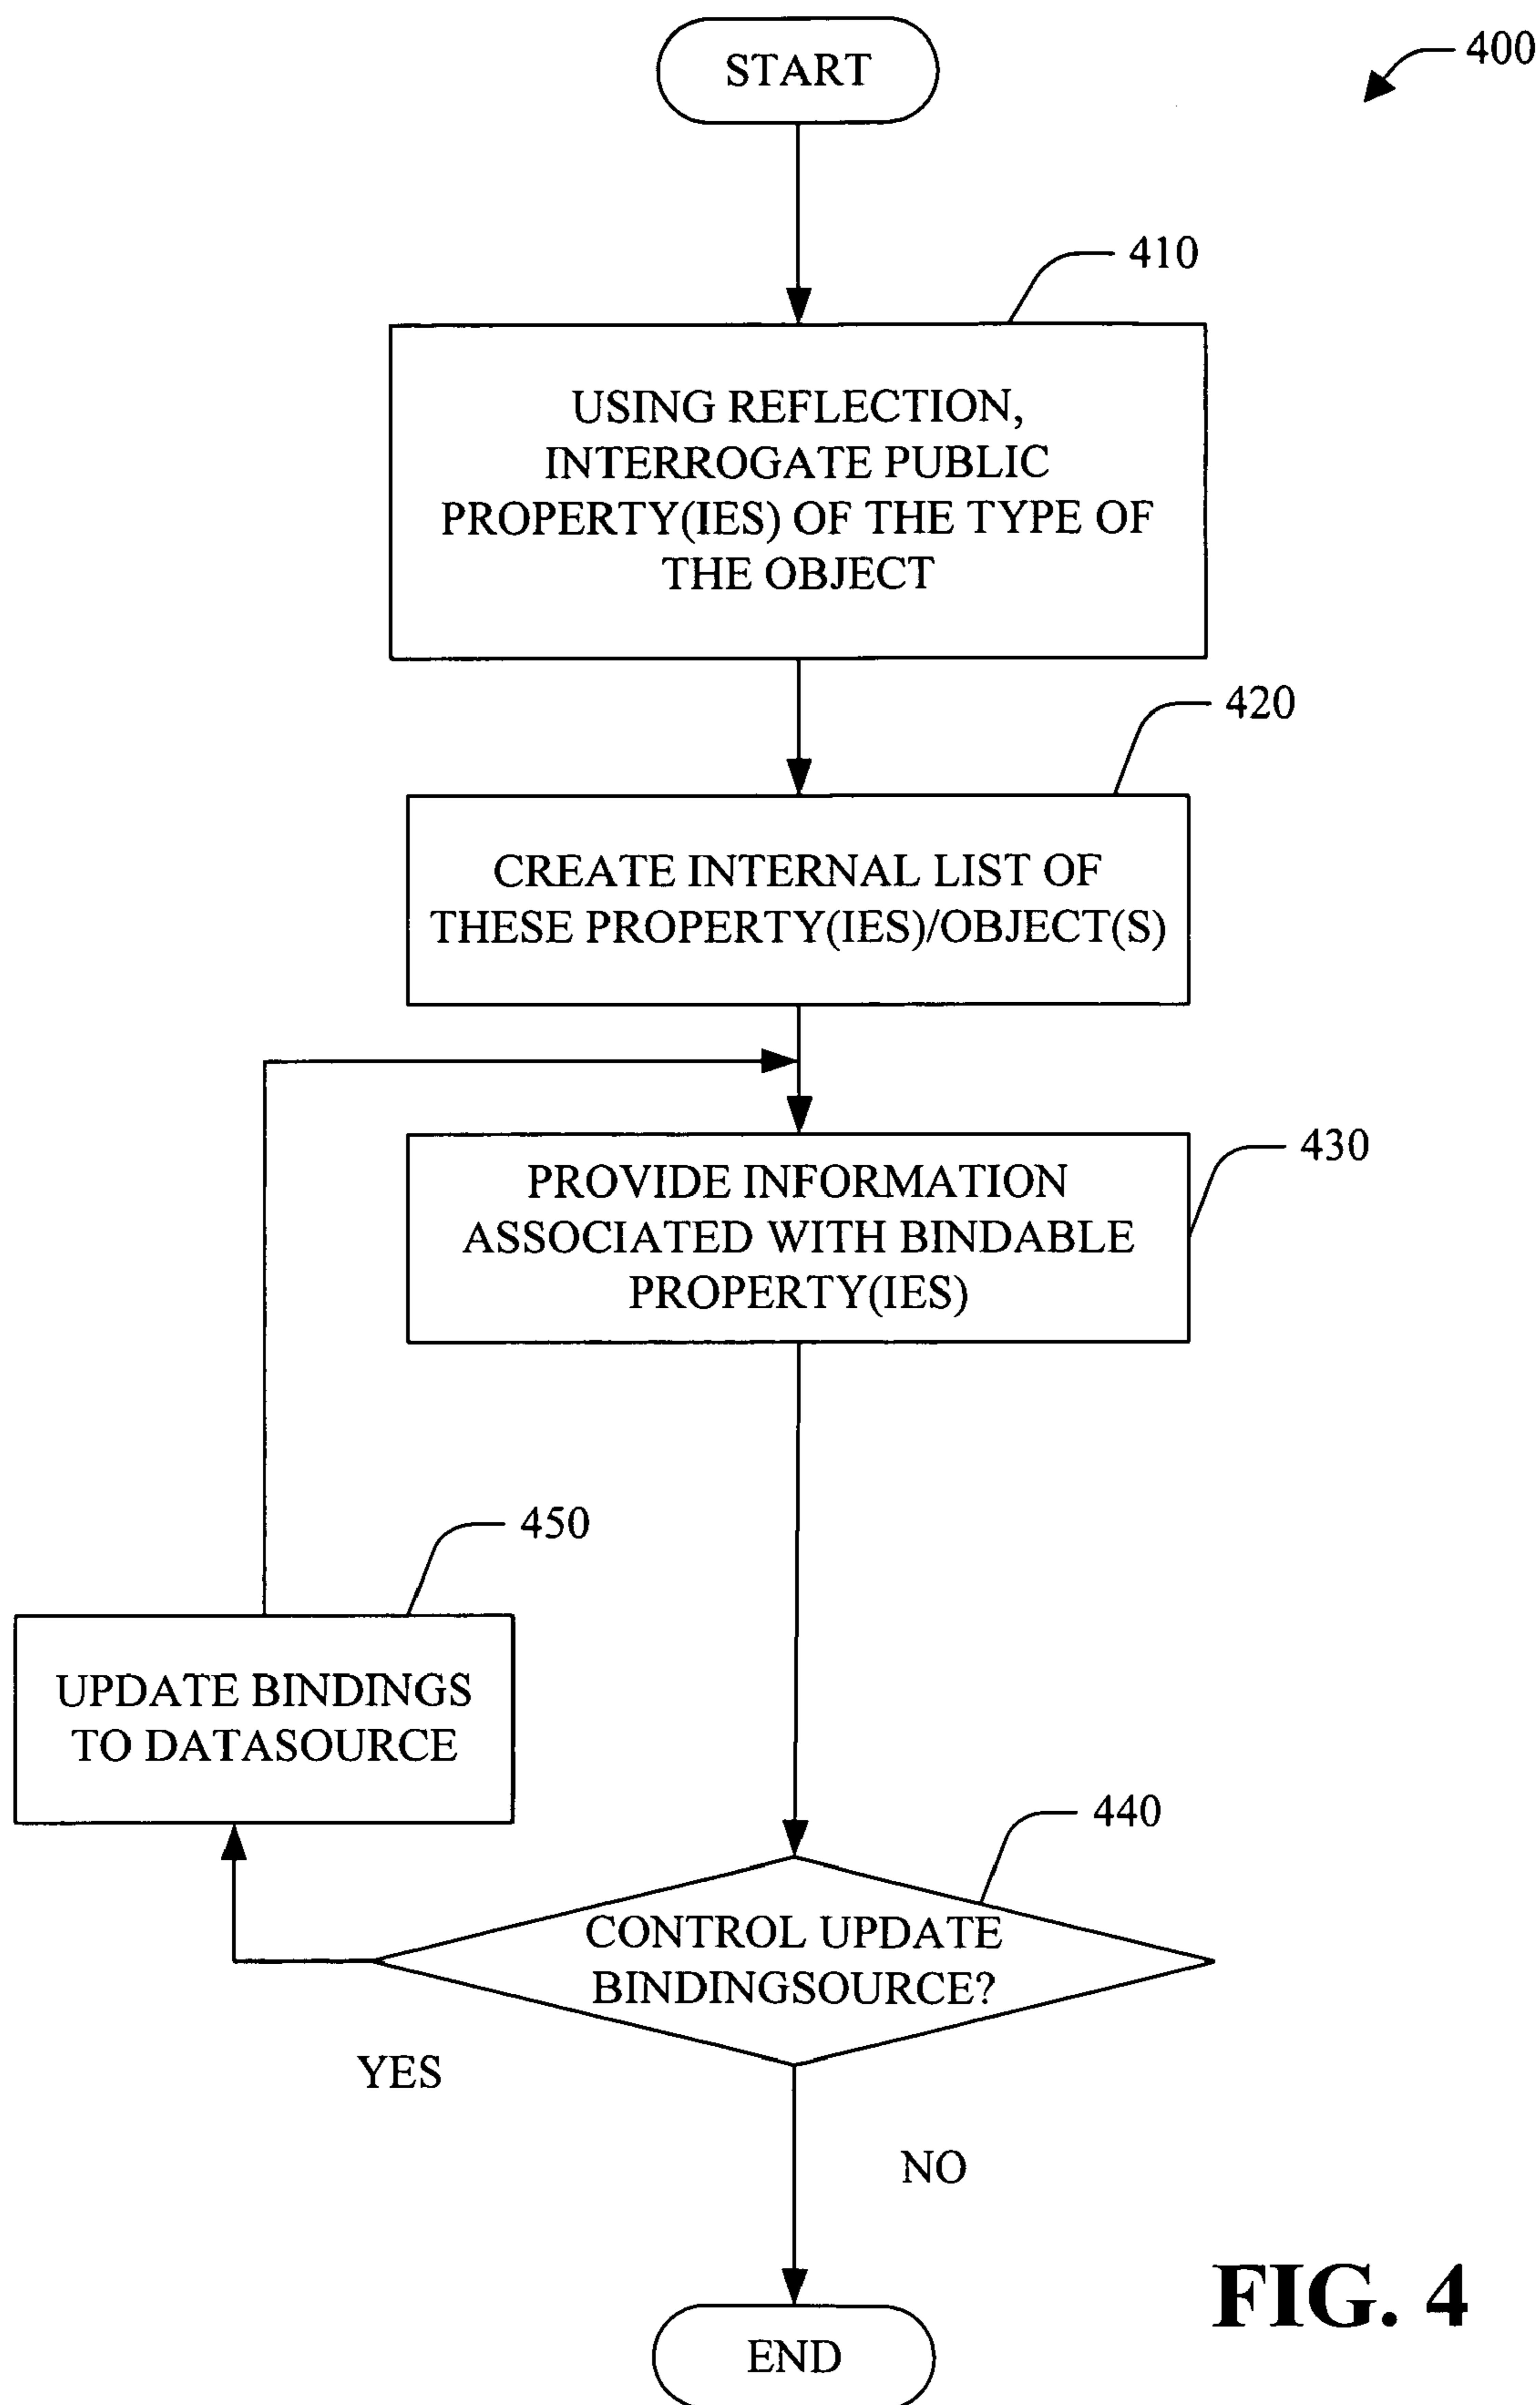 START
400
410
USING REFLECTION,
INTERROGATE PUBLIC
PROPERTY(IES) OF THE TYPE OF
THE OBJECT
420
CREATE INTERNAL LIST OF
THESE PROPERTY(IES)/OBJECT(S)
430
PROVIDE INFORMATION
ASSOCIATED WITH BINDABLE
PROPERTY(IES)
450
UPDATE BINDINGS
TO DATASOURCE
440
CONTROL UPDATE
BINDINGSOURCE?
YES
NO
FIG. 4
END